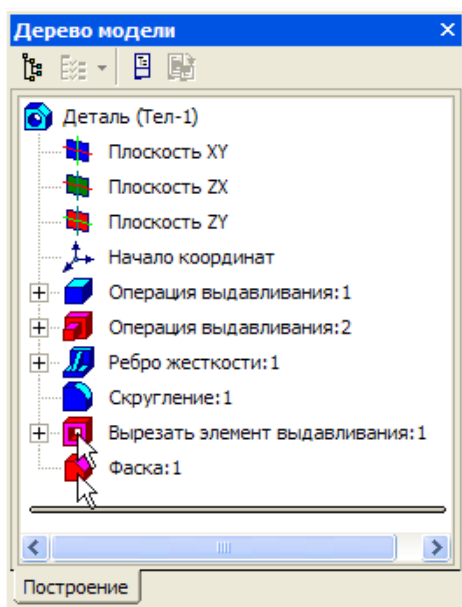 Дерево модели
Деталь (Тел-1)
Плоскость XY
Плоскость ZX
Плоскость ZY
Начало координат
Операция выдавливания:1
Операция выдавливания:2
Ребро жесткости:1
Скругление:1
Вырезать элемент выдавливания:1
Фаска:1
Построение